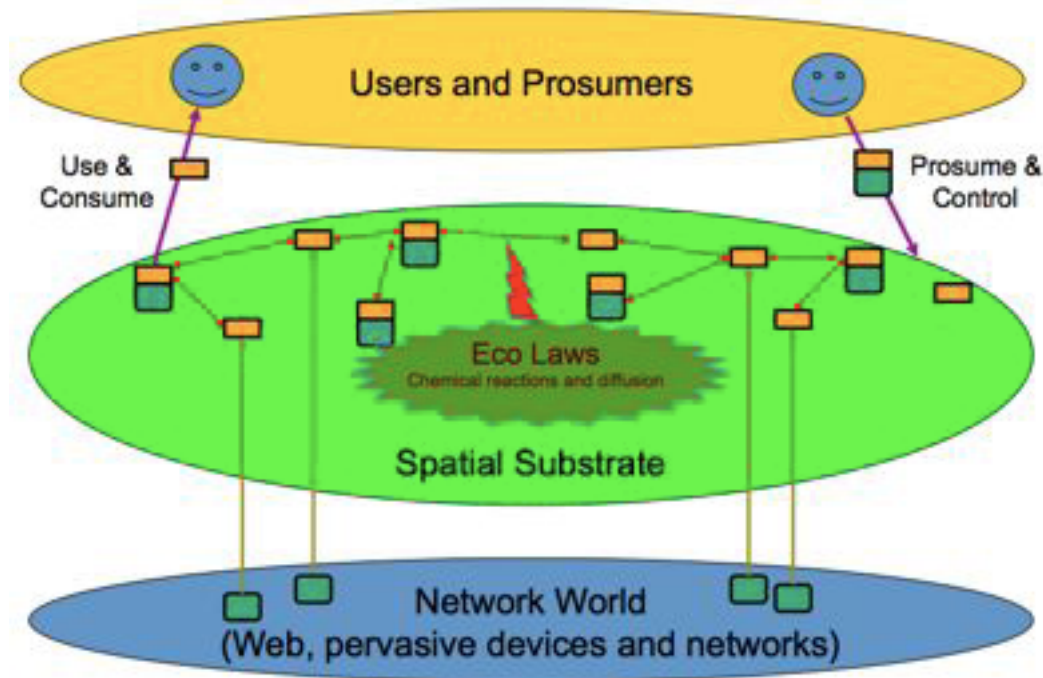 Users and Prosumers
Use &
Consume
Prosume &
Control
Eco Laws
Chemical reactions and diffusion
Spatial Substrate
Network World
(Web, pervasive devices and networks)